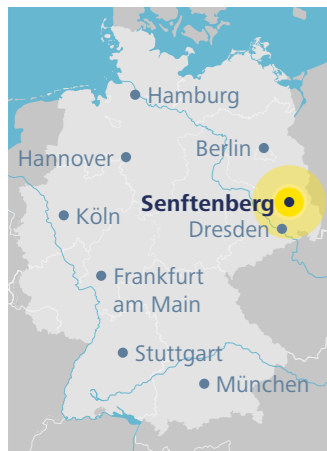 Hamburg
Berlin
Hannover
Senftenberg
Köln
Dresden
Frankfurt
am Main
Stuttgart
München